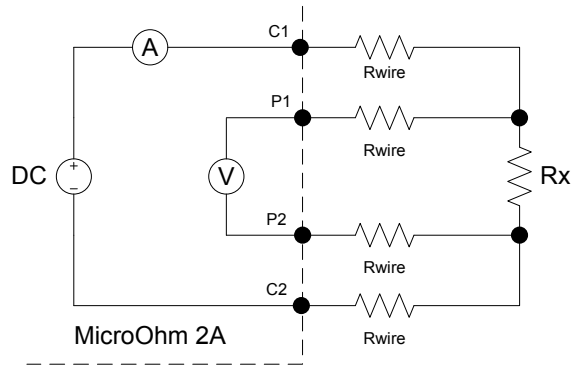 A
C1
Rwire
P1
Rwire
DC
+
–
V
Rx
P2
Rwire
C2
Rwire
MicroOhm 2A